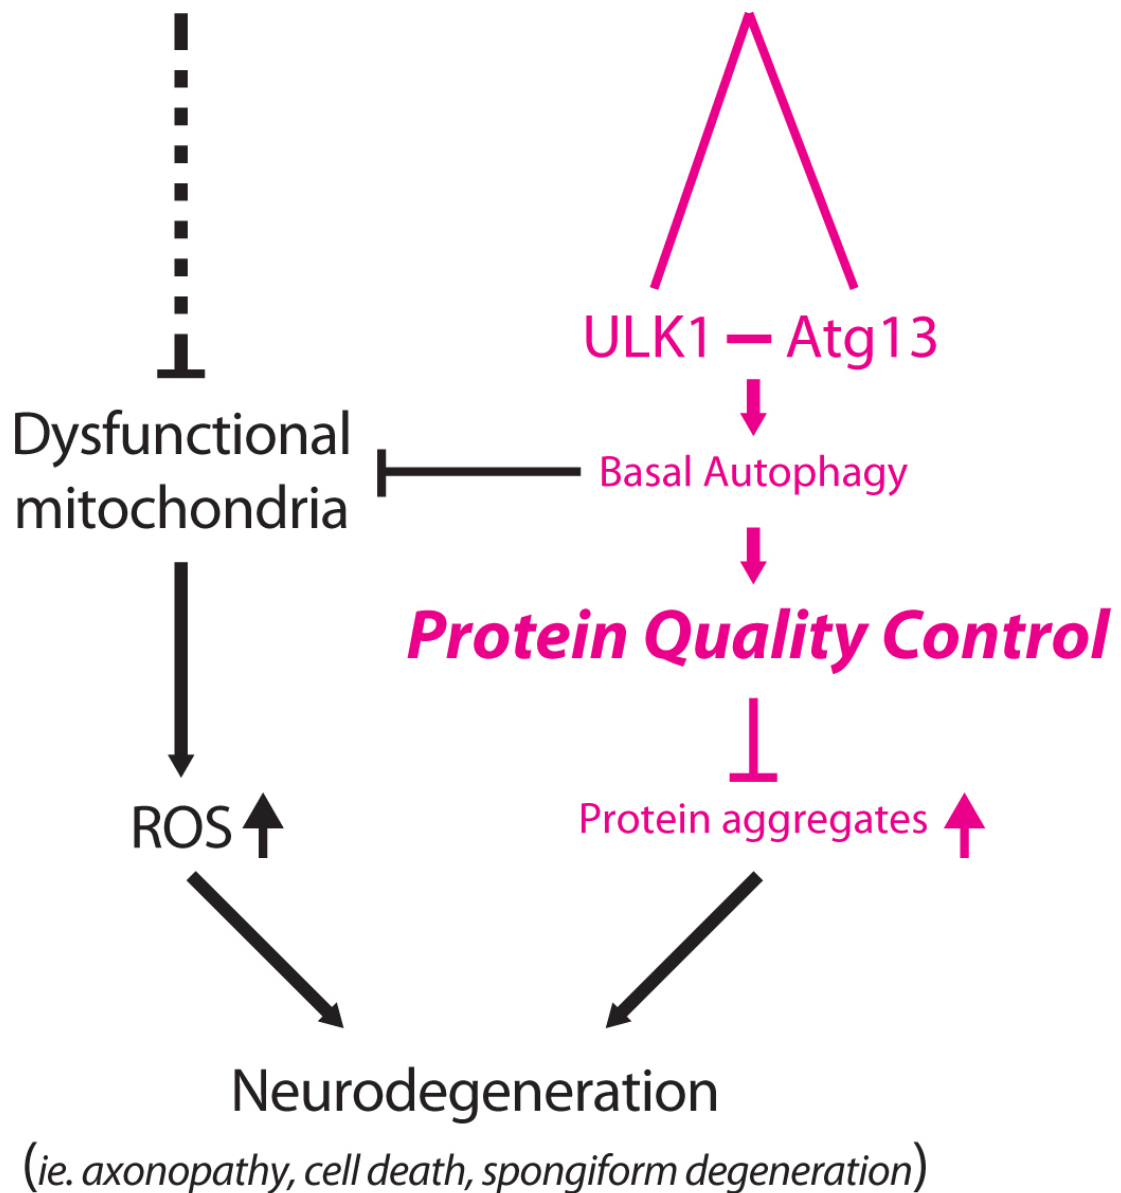 ULK1 — Atg13
Dysfunctional
mitochondria
Basal Autophagy
Protein Quality Control
ROS
Protein aggregates
Neurodegeneration
(ie. axonopathy, cell death, spongiform degeneration)